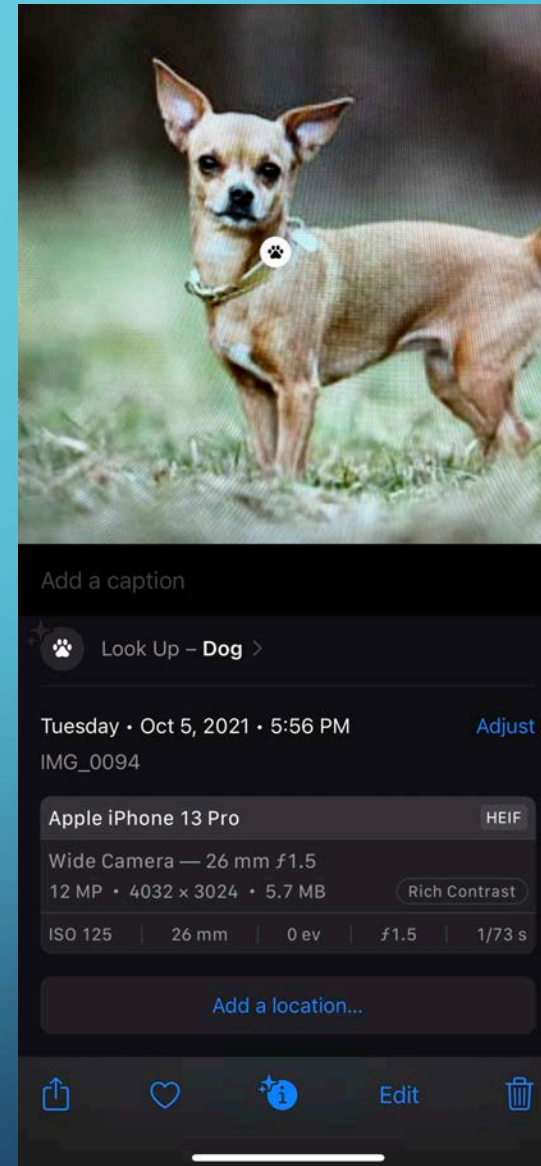 Add a caption
Look Up – Dog >
Tuesday • Oct 5, 2021 • 5:56 PM Adjust
IMG_0094
Apple iPhone 13 Pro HEIF
Wide Camera — 26 mm ƒ1.5
12 MP • 4032 × 3024 • 5.7 MB Rich Contrast
ISO 125 | 26 mm | 0 ev | ƒ1.5 | 1/73 s
Add a location...
Edit